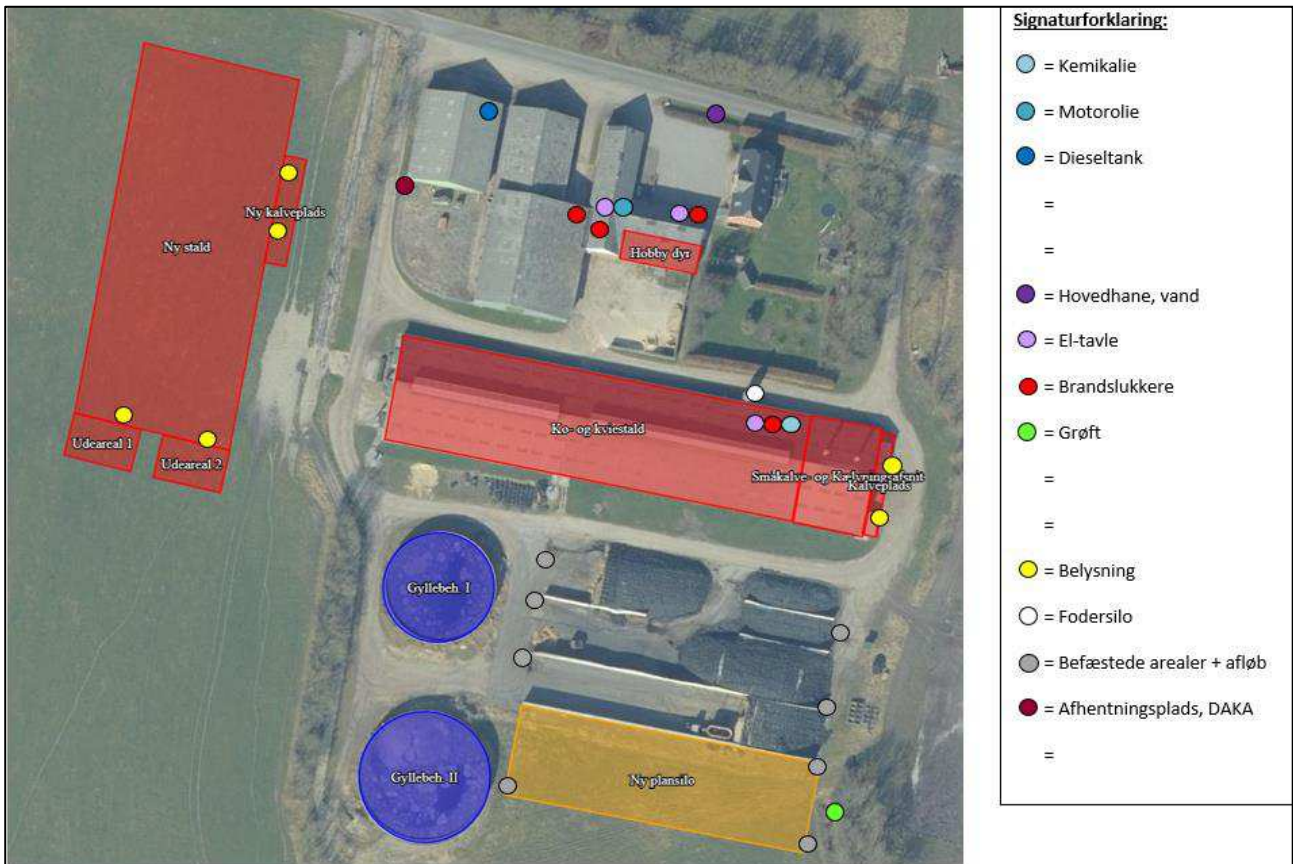 Signaturforklaring:
= Kemikalie
= Motorolie
= Dieseltank
=
=
= Hovedhane, vand
= El-tavle
= Brandslukkere
= Grøft
=
=
= Belysning
= Fodersilo
= Befæstede arealer + afløb
= Afhentningsplads, DAKA
=
Ny kalveplads
Ny stald
Hobby dyr
Udeareal 1
Udeareal 2
Ko- og kviestald
Småkalve- og Kælvningsafsnit
Kalveplads
Gyllebeh. I
Gyllebeh. II
Ny plansilo